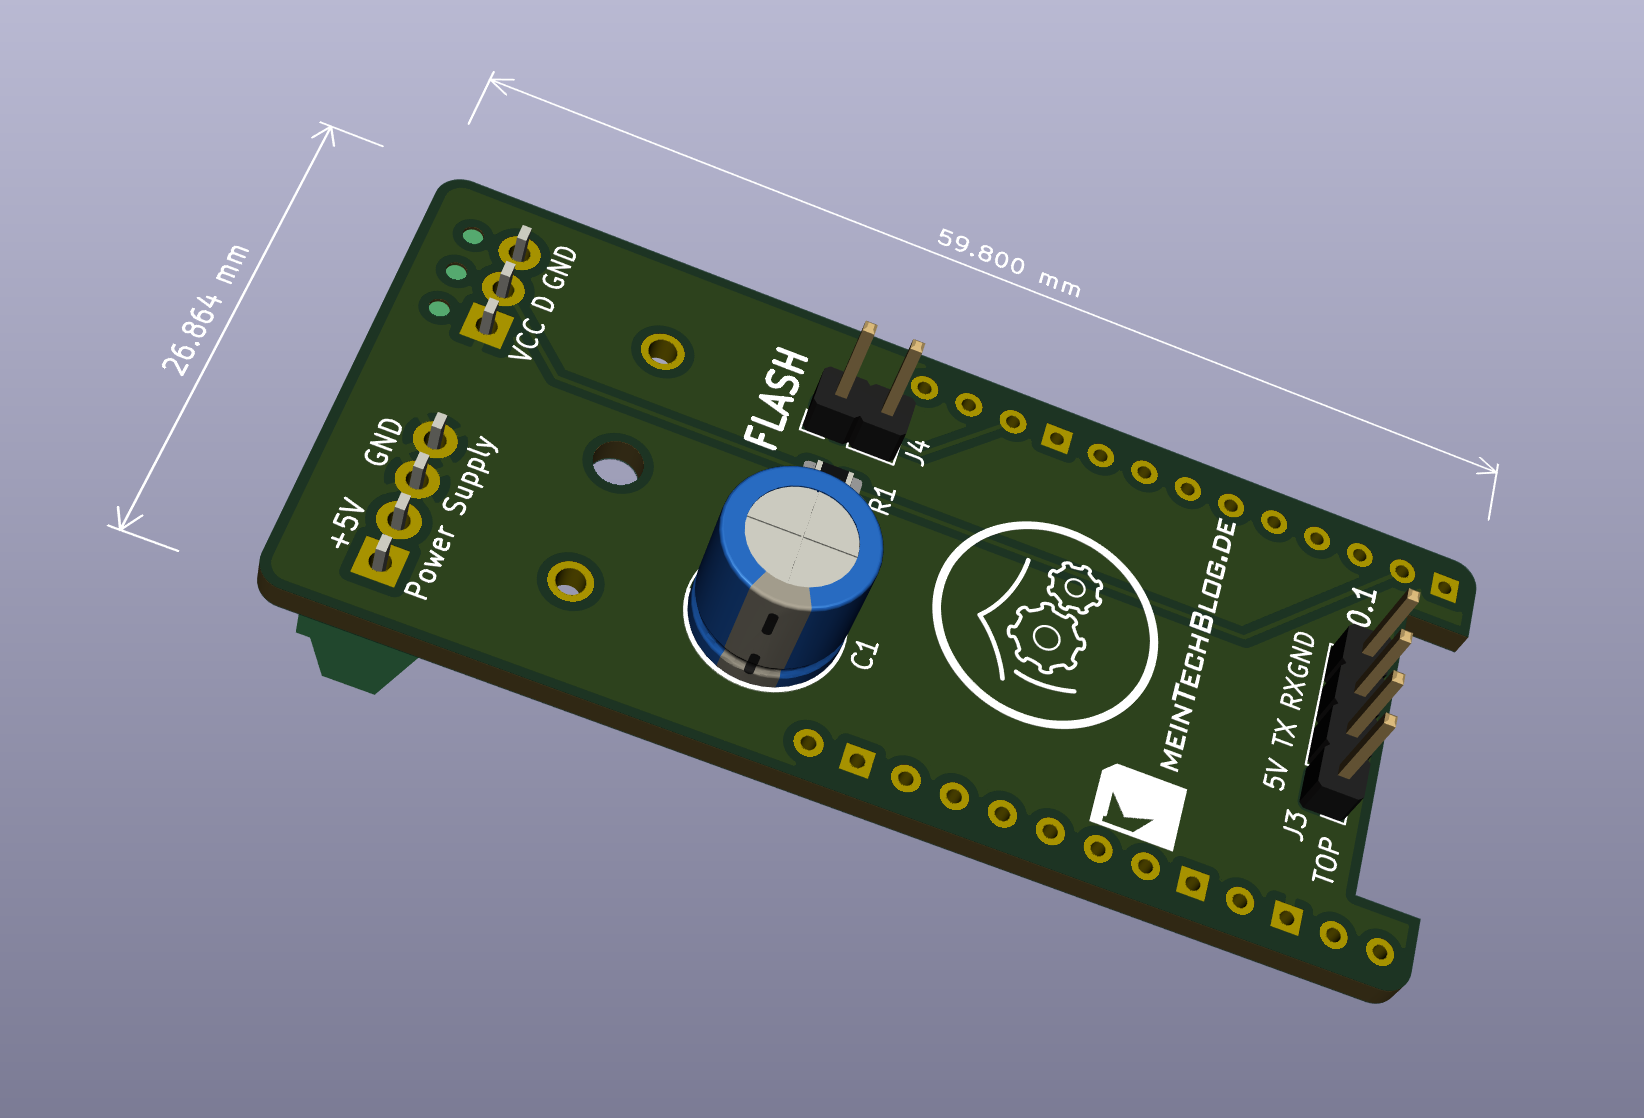 59.800 mm
26.864 mm
VCC D GND
FLASH
J4
GND
+5V
Power Supply
R1
C1
MEINTECHBLOG.DE
0.1
5V TX RXGND
J3
TOP